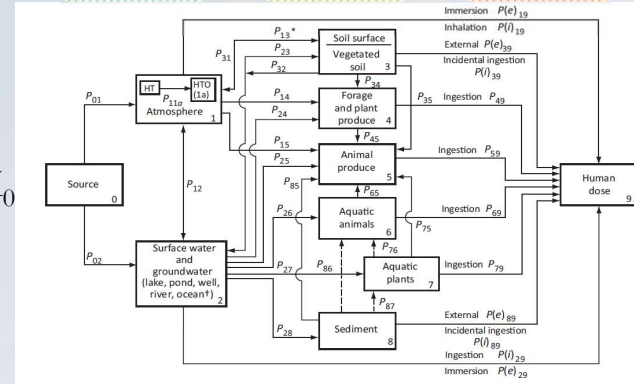 Immersion P(e)19
Inhalation P(i)19
P13*
P23
P32
P31
Soil surface
Vegetated
soil
3
External P(e)39
Incidental ingestion
P(i)39
HT
HTO
(1a)
P11a
Atmosphere
1
P01
P14
P24
P34
Forage
and plant
produce
4
P35
Ingestion P49
P45
P15
P25
P85
Animal
produce
5
Ingestion P59
Source
0
P12
P65
Human
dose
9
P26
Aquatic
animals
6
Ingestion P69
P75
P76
P02
Surface water
and
groundwater
(lake, pond, well,
river, ocean†)
2
P27
P86
Aquatic
plants
7
Ingestion P79
P87
P28
Sediment
8
External P(e)89
Incidental ingestion
P(i)89
Ingestion P(i)29
Immersion P(e)29